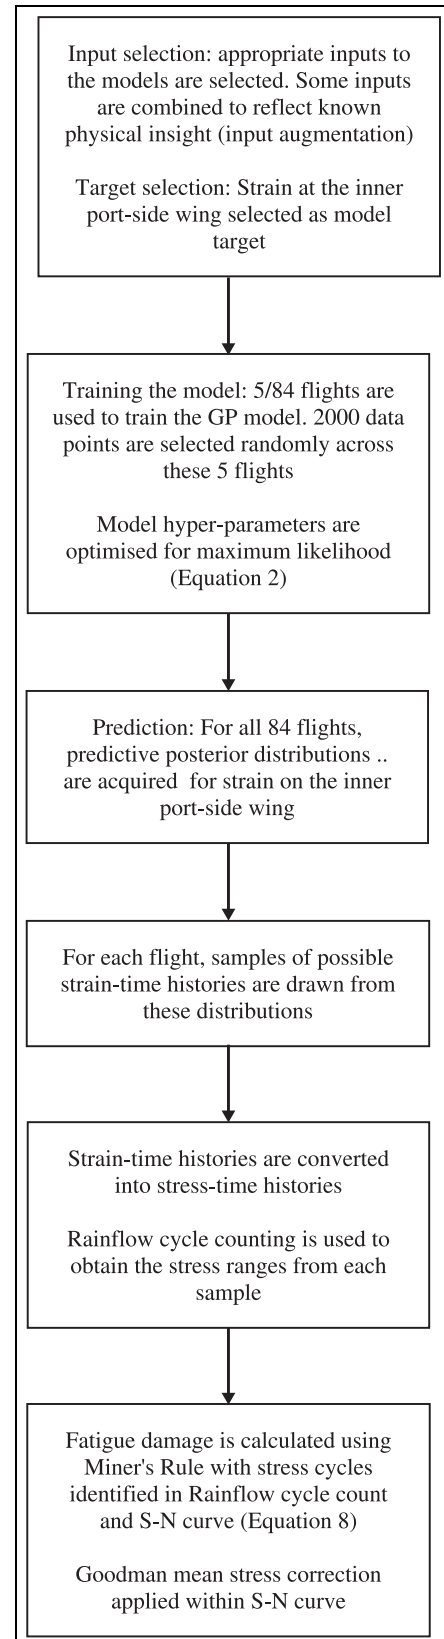 Input selection: appropriate inputs to
the models are selected. Some inputs
are combined to reflect known
physical insight (input augmentation)
Target selection: Strain at the inner
port-side wing selected as model
target
Training the model: 5/84 flights are
used to train the GP model. 2000 data
points are selected randomly across
these 5 flights
Model hyper-parameters are
optimised for maximum likelihood
(Equation 2)
Prediction: For all 84 flights,
predictive posterior distributions ..
are acquired for strain on the inner
port-side wing
For each flight, samples of possible
strain-time histories are drawn from
these distributions
Strain-time histories are converted
into stress-time histories
Rainflow cycle counting is used to
obtain the stress ranges from each
sample
Fatigue damage is calculated using
Miner's Rule with stress cycles
identified in Rainflow cycle count
and S-N curve (Equation 8)
Goodman mean stress correction
applied within S-N curve